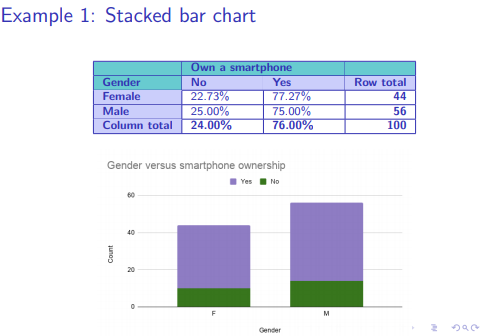 Example 1: Stacked bar chart
Own a smartphone
Gender No Yes Row total
Female 22.73% 77.27% 44
Male 25.00% 75.00% 56
Column total 24.00% 76.00% 100
Gender versus smartphone ownership
Yes No
60
40
20
0
Count
F M
Gender